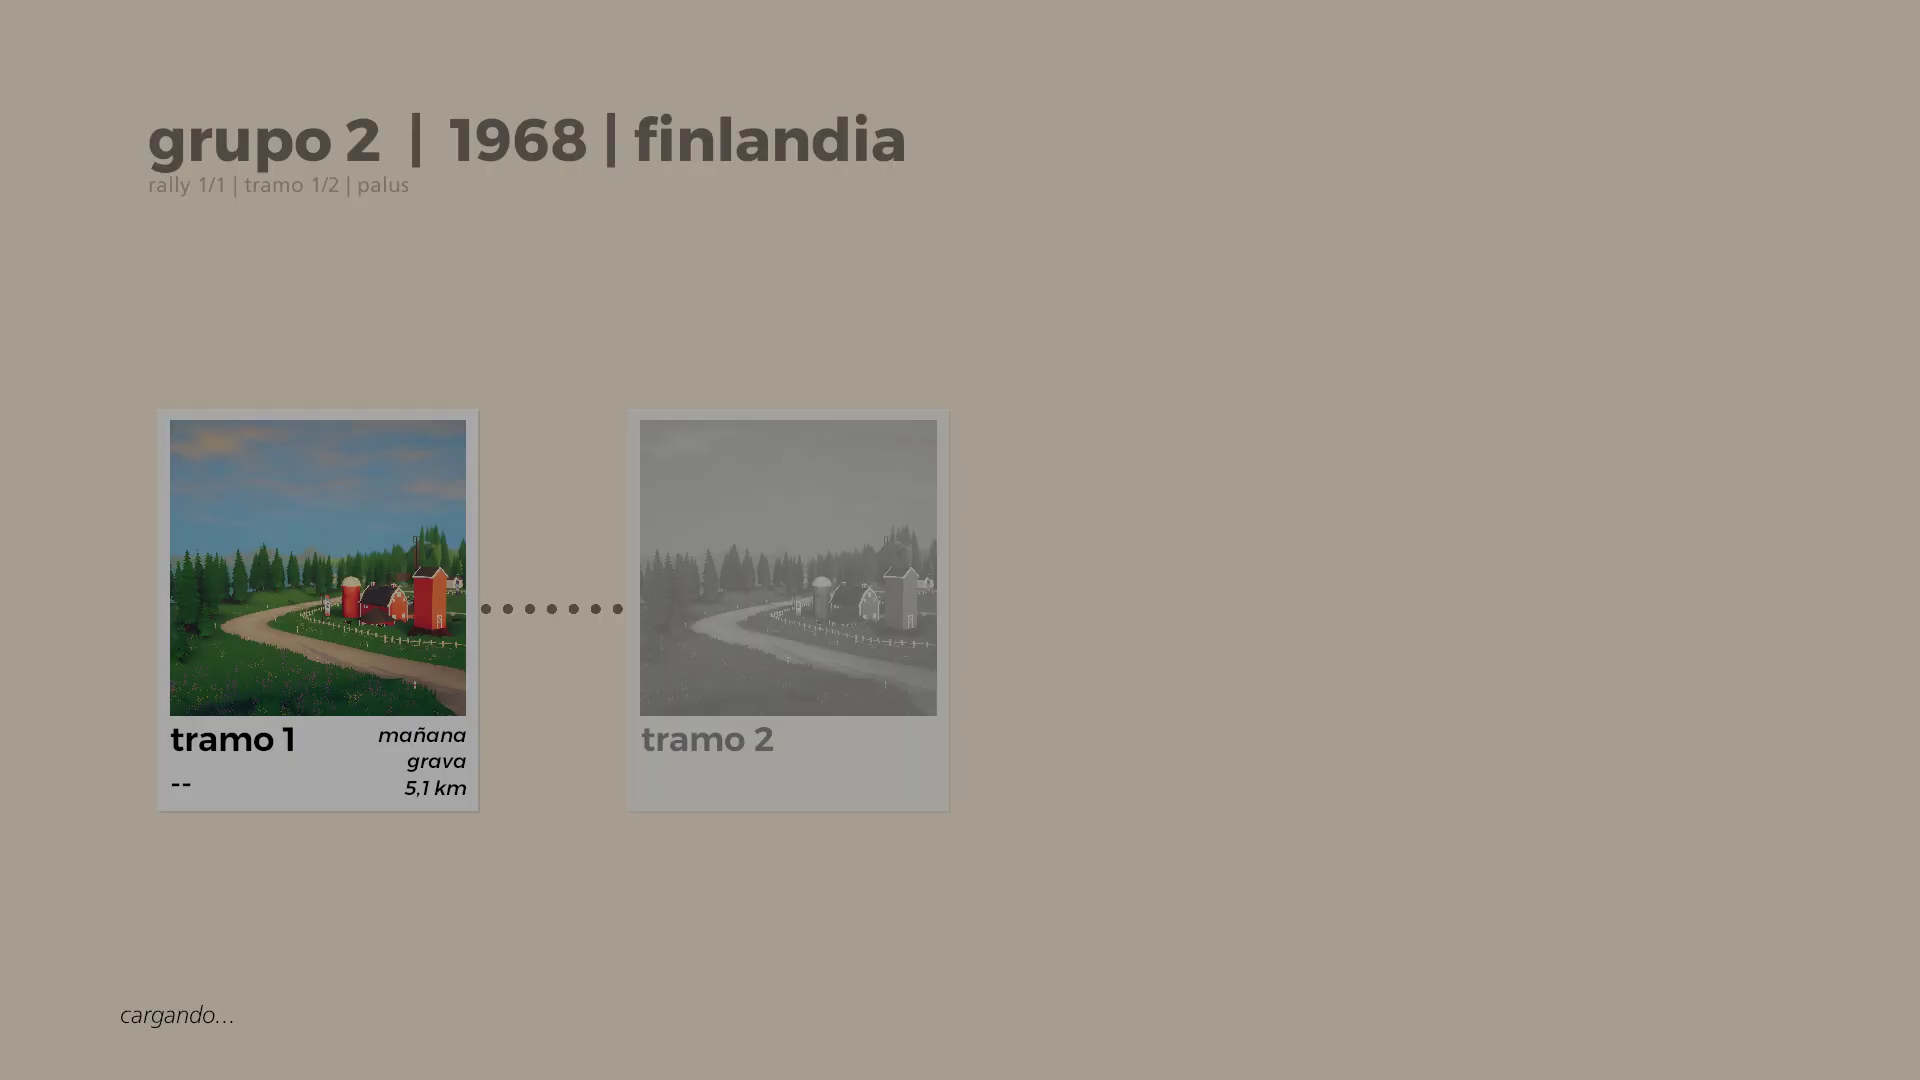 grupo 2 | 1968 | finlandia
rally 1/1 | tramo 1/2 | palus
tramo 1
mañana
grava
--
5,1 km
tramo 2
cargando...